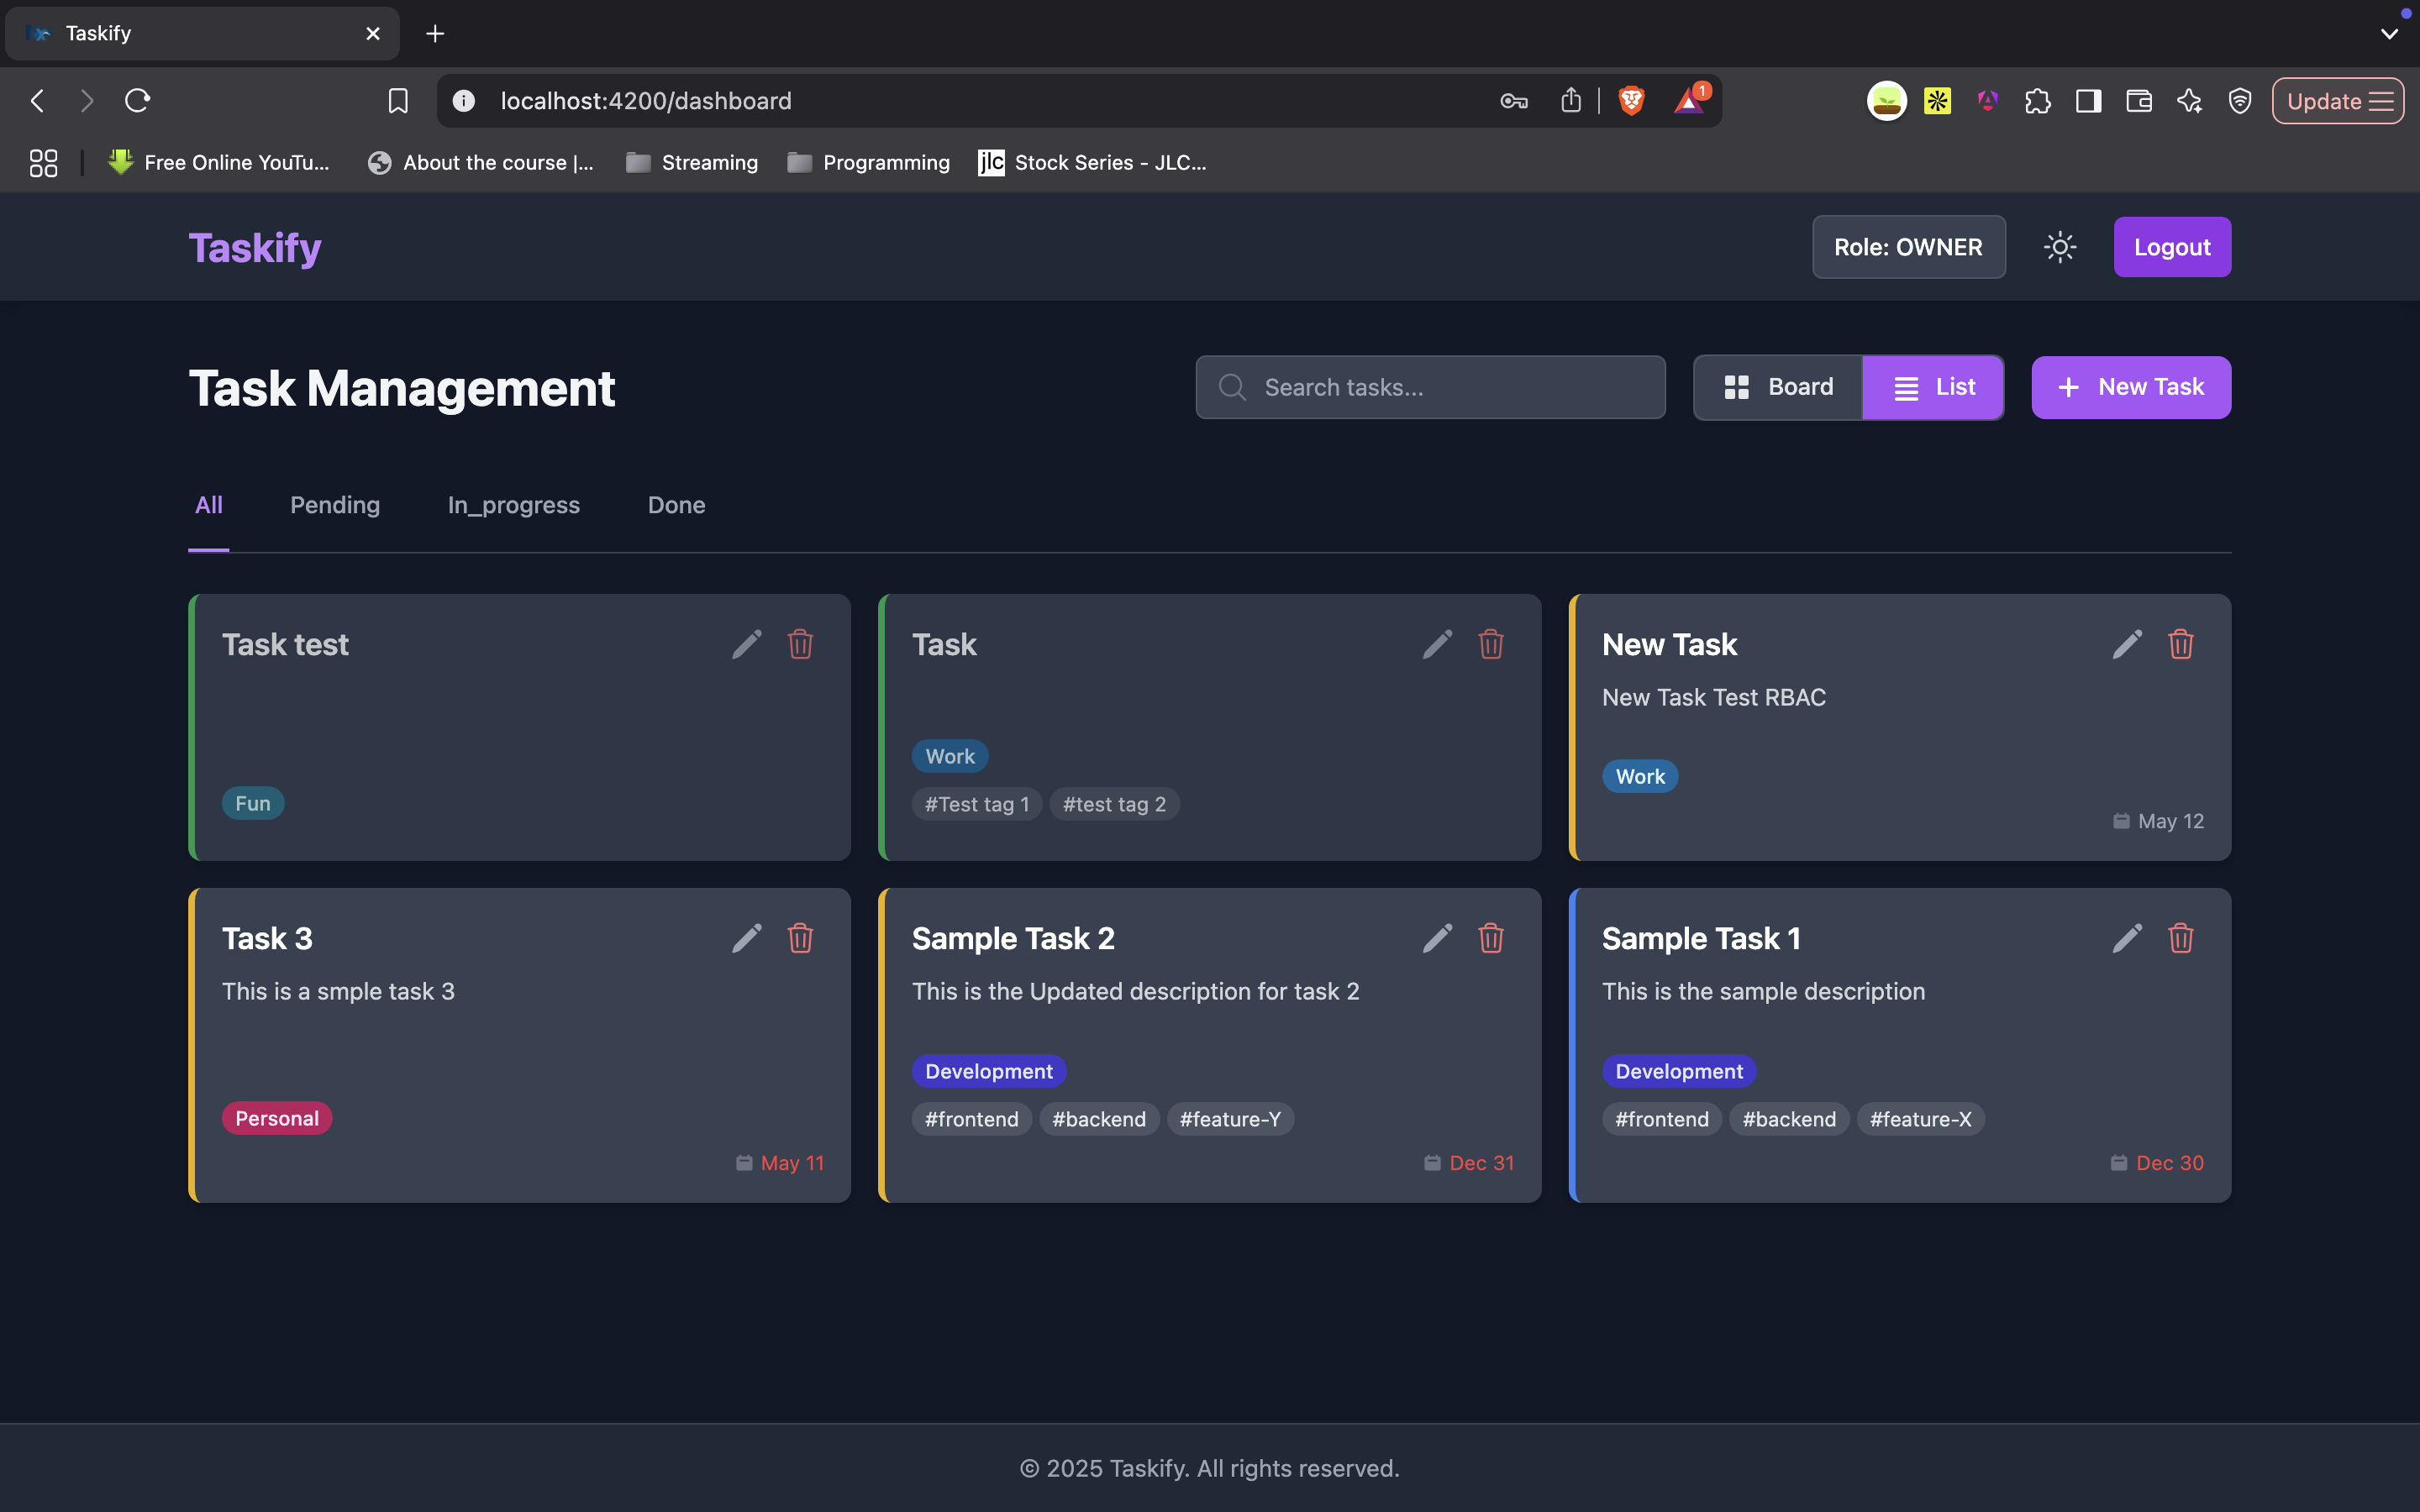 Taskify
localhost:4200/dashboard
1
Update
Free Online YouTu...
About the course |...
Streaming
Programming
jlc
Stock Series - JLC...
Taskify
Role: OWNER
Logout
Task Management
Search tasks...
Board
List
New Task
All
Pending
In_progress
Done
Task test
Fun
Task
Work
#Test tag 1
#test tag 2
New Task
New Task Test RBAC
Work
May 12
Task 3
This is a smple task 3
Personal
May 11
Sample Task 2
This is the Updated description for task 2
Development
#frontend
#backend
#feature-Y
Dec 31
Sample Task 1
This is the sample description
Development
#frontend
#backend
#feature-X
Dec 30
© 2025 Taskify. All rights reserved.